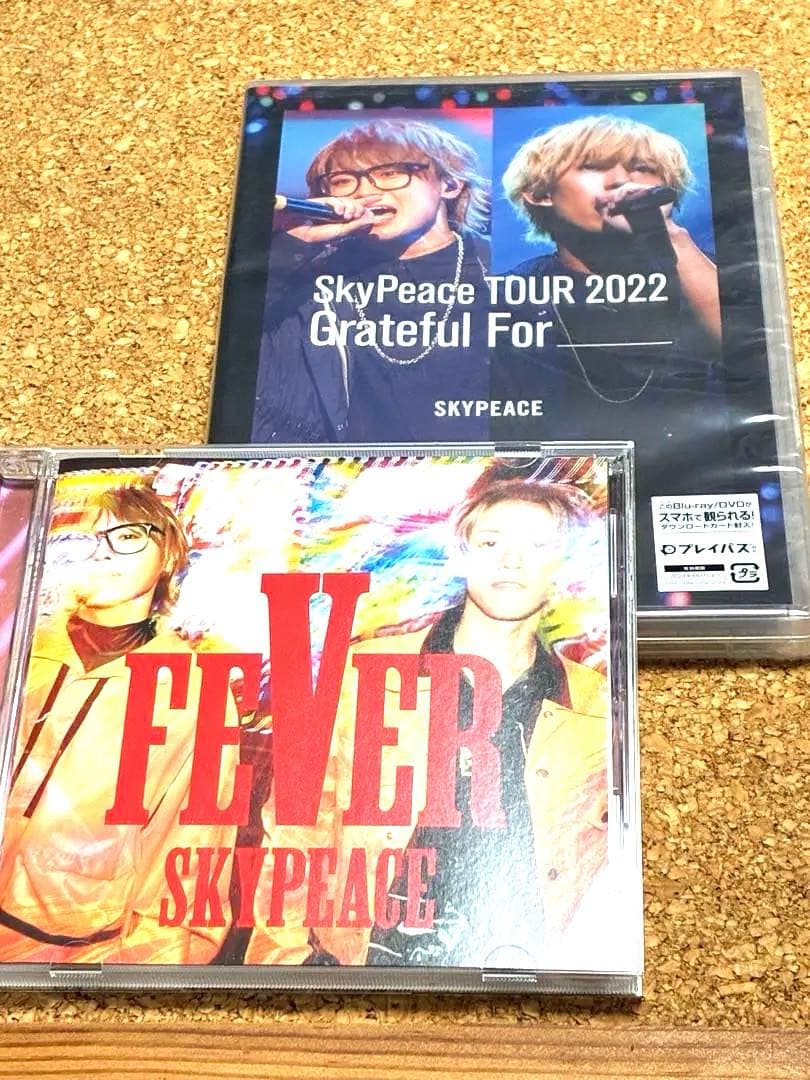 SkyPeace TOUR 2022
Grateful For
SKYPEACE
このBlu-ray/DVDが
スマホで観られる!
ダウンロードカード封入!
プレイパス
FEVER
SKYPEACE